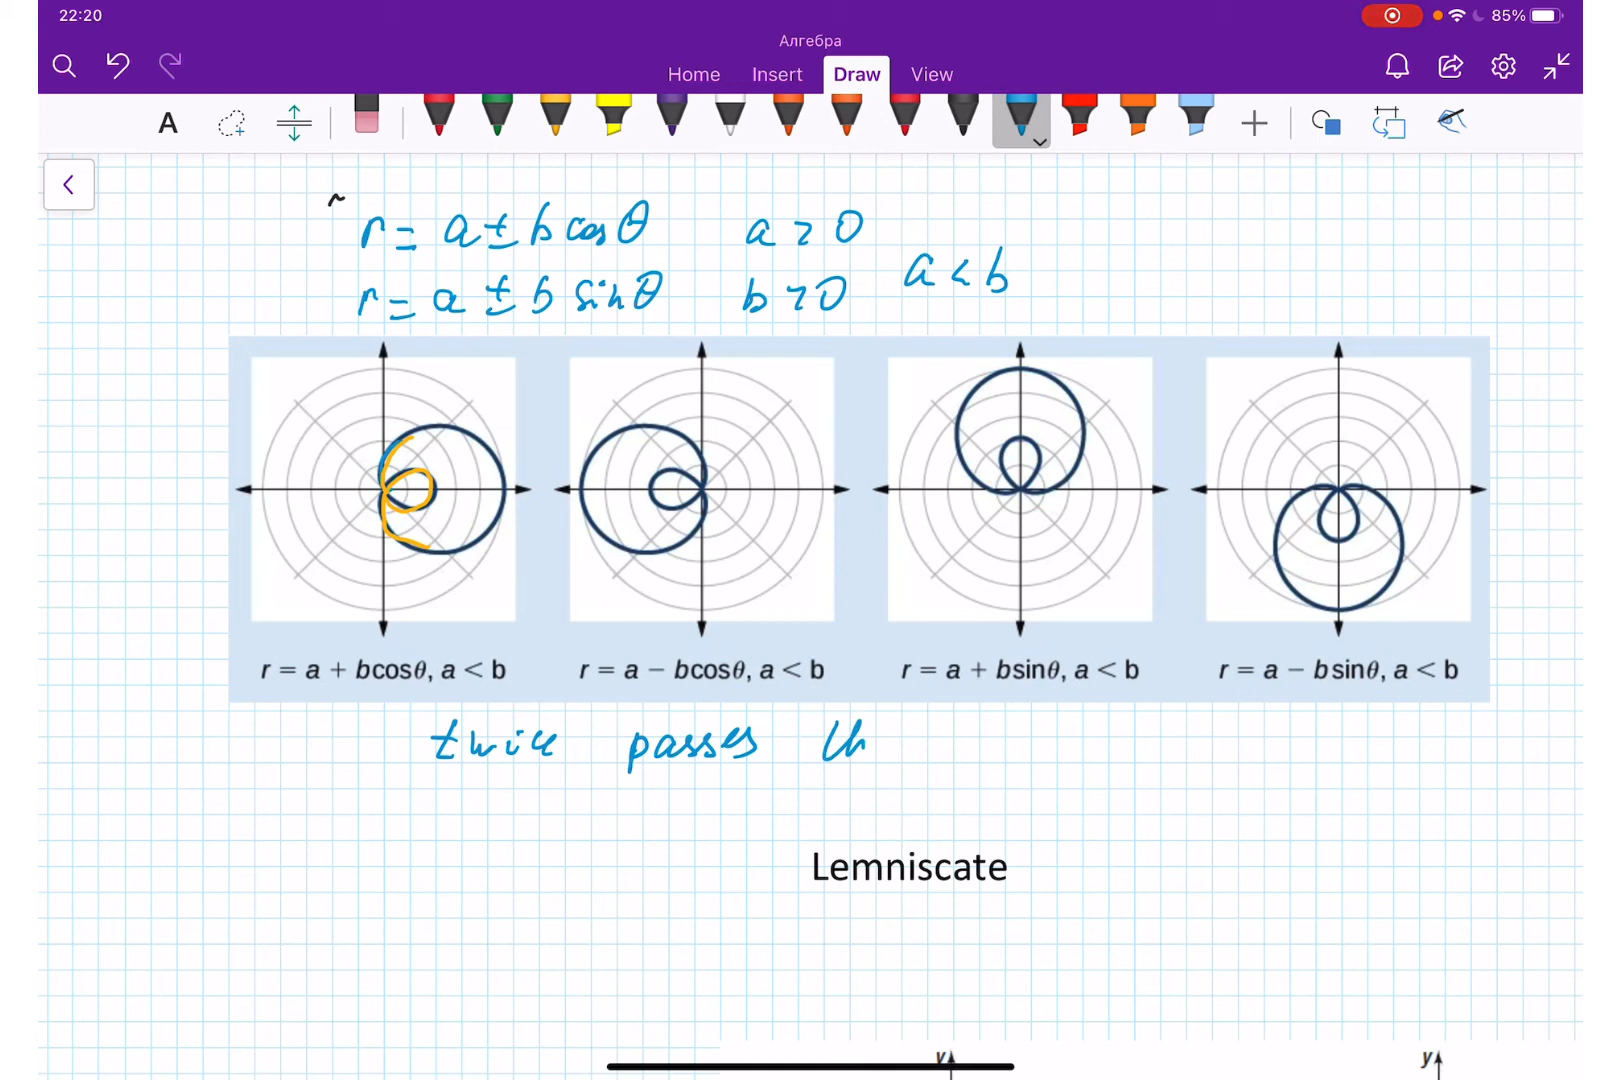 22:20
85%
Алгебра
Home Insert Draw View
A
r = a ± b cos θ a > 0
r = a ± b sin θ b > 0 a < b
r = a + bcosθ, a < b r = a − bcosθ, a < b r = a + bsinθ, a < b r = a − bsinθ, a < b
twice passes th
Lemniscate
y y